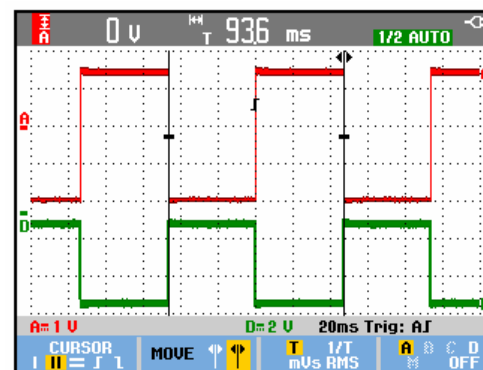 A 0 V T 93.6 ms 1/2 AUTO
A
D
A 1 V D 2 V 20ms Trig: A
CURSOR MOVE T 1/T A B C D
mVs RMS M OFF